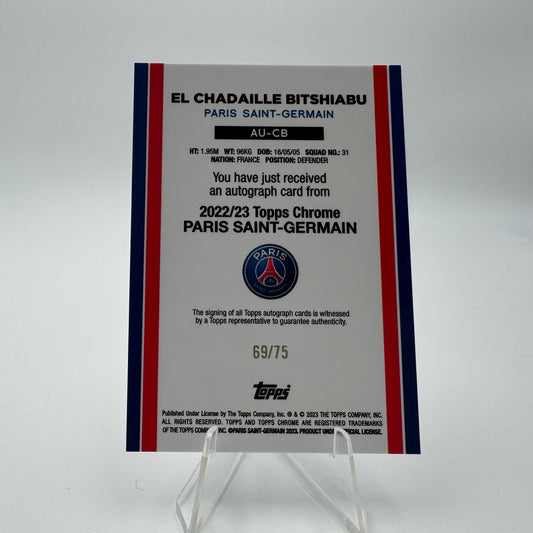 EL CHADAILLE BITSHIABU
PARIS SAINT-GERMAIN
AU-CB
HT: 1.95M WT: 96KG DOB: 16/05/05 SQUAD NO.: 31
NATION: FRANCE POSITION: DEFENDER
You have just received
an autograph card from
2022/23 Topps Chrome
PARIS SAINT-GERMAIN
PARIS
SAINT-GERMAIN
The signing of all Topps autograph cards is witnessed
by a Topps representative to guarantee authenticity.
69/75
topps
Published Under License by The Topps Company, Inc. ® & © 2023 THE TOPPS COMPANY, INC.
ALL RIGHTS RESERVED. TOPPS AND TOPPS CHROME ARE REGISTERED TRADEMARKS
OF THE TOPPS COMPANY, INC. ©PARIS SAINT-GERMAIN 2023. PRODUCT UNDER OFFICIAL LICENSE.